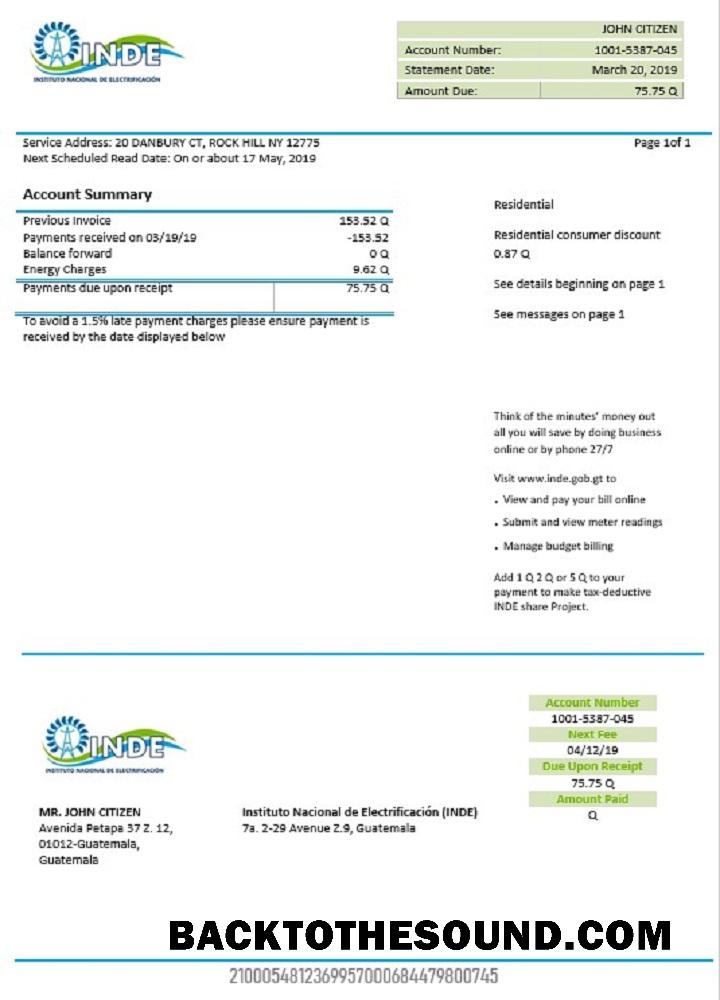 INDE
INSTITUTO NACIONAL DE ELECTRIFICACIÓN
JOHN CITIZEN
Account Number: 1001-5387-045
Statement Date: March 20, 2019
Amount Due: 75.75 Q
Service Address: 20 DANBURY CT, ROCK HILL NY 12775
Page 1of 1
Next Scheduled Read Date: On or about 17 May, 2019
Account Summary
Previous Invoice 153.52 Q
Payments received on 03/19/19 -153.52
Balance forward 0 Q
Energy Charges 9.62 Q
Payments due upon receipt 75.75 Q
To avoid a 1.5% late payment charges please ensure payment is
received by the date displayed below
Residential
Residential consumer discount
0.87 Q
See details beginning on page 1
See messages on page 1
Think of the minutes' money out
all you will save by doing business
online or by phone 27/7
Visit www.inde.gob.gt to
• View and pay your bill online
• Submit and view meter readings
• Manage budget billing
Add 1 Q 2 Q or 5 Q to your
payment to make tax-deductive
INDE share Project.
INDE
INSTITUTO NACIONAL DE ELECTRIFICACIÓN
Account Number
1001-5387-045
Next Fee
04/12/19
Due Upon Receipt
75.75 Q
Amount Paid
Q
MR. JOHN CITIZEN
Avenida Petapa 37 Z. 12,
01012-Guatemala,
Guatemala
Instituto Nacional de Electrificación (INDE)
7a. 2-29 Avenue Z.9, Guatemala
BACKTOTHESOUND.COM
2100054812369957000684479800745